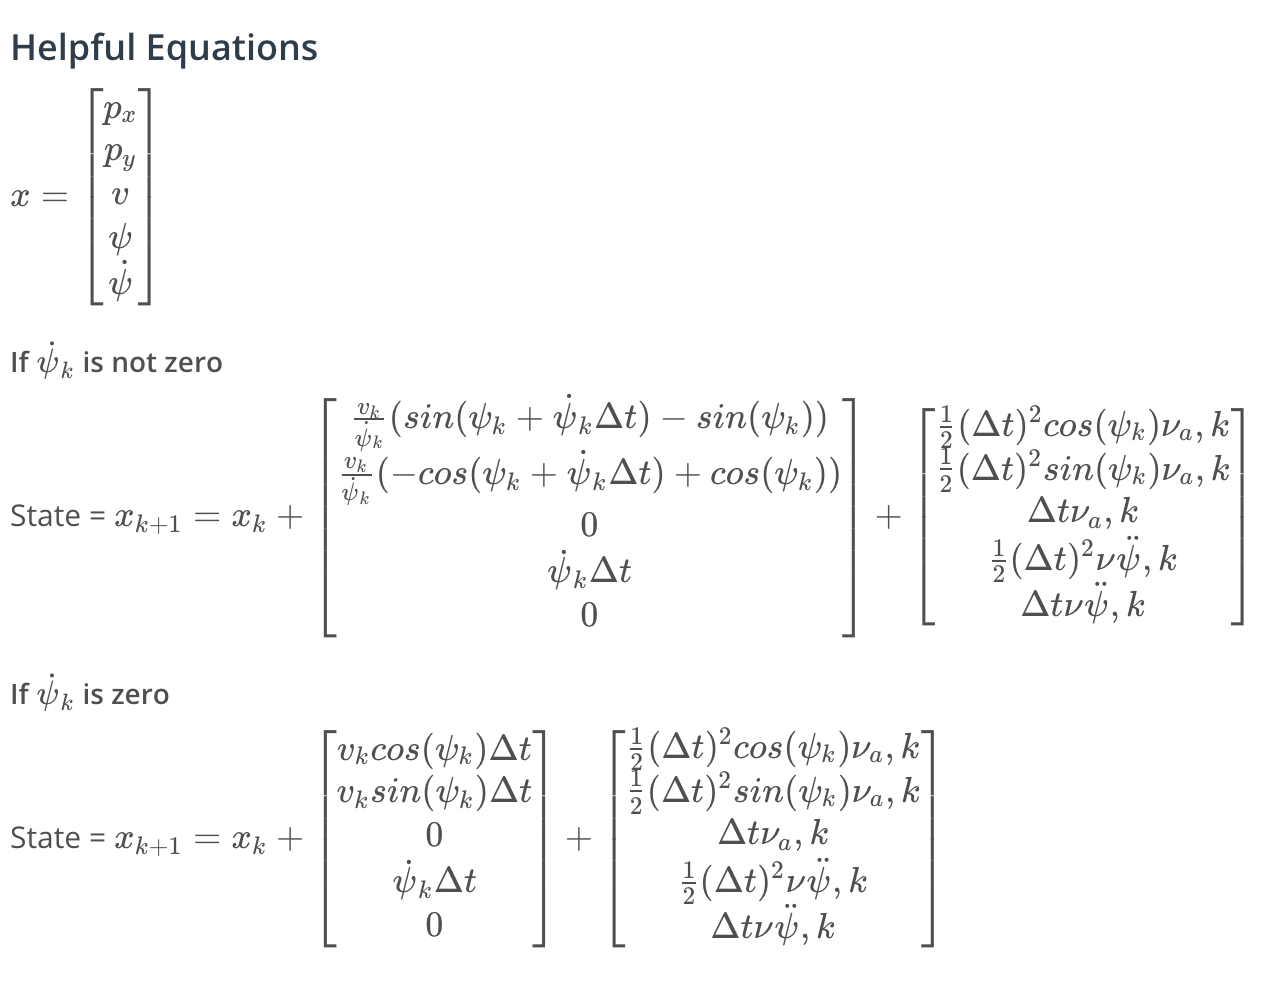 Helpful Equations
x = [p_x
p_y
v
ψ
ψ̇]
If ψ̇_k is not zero
State = x_{k+1} = x_k + [v_k/ψ̇_k (sin(ψ_k + ψ̇_kΔt) − sin(ψ_k))
v_k/ψ̇_k (−cos(ψ_k + ψ̇_kΔt) + cos(ψ_k))
0
ψ̇_kΔt
0] + [1/2(Δt)²cos(ψ_k)ν_a, k
1/2(Δt)²sin(ψ_k)ν_a, k
Δtν_a, k
1/2(Δt)²νψ̈, k
Δtνψ̈, k]
If ψ̇_k is zero
State = x_{k+1} = x_k + [v_kcos(ψ_k)Δt
v_ksin(ψ_k)Δt
0
ψ̇_kΔt
0] + [1/2(Δt)²cos(ψ_k)ν_a, k
1/2(Δt)²sin(ψ_k)ν_a, k
Δtν_a, k
1/2(Δt)²νψ̈, k
Δtνψ̈, k]